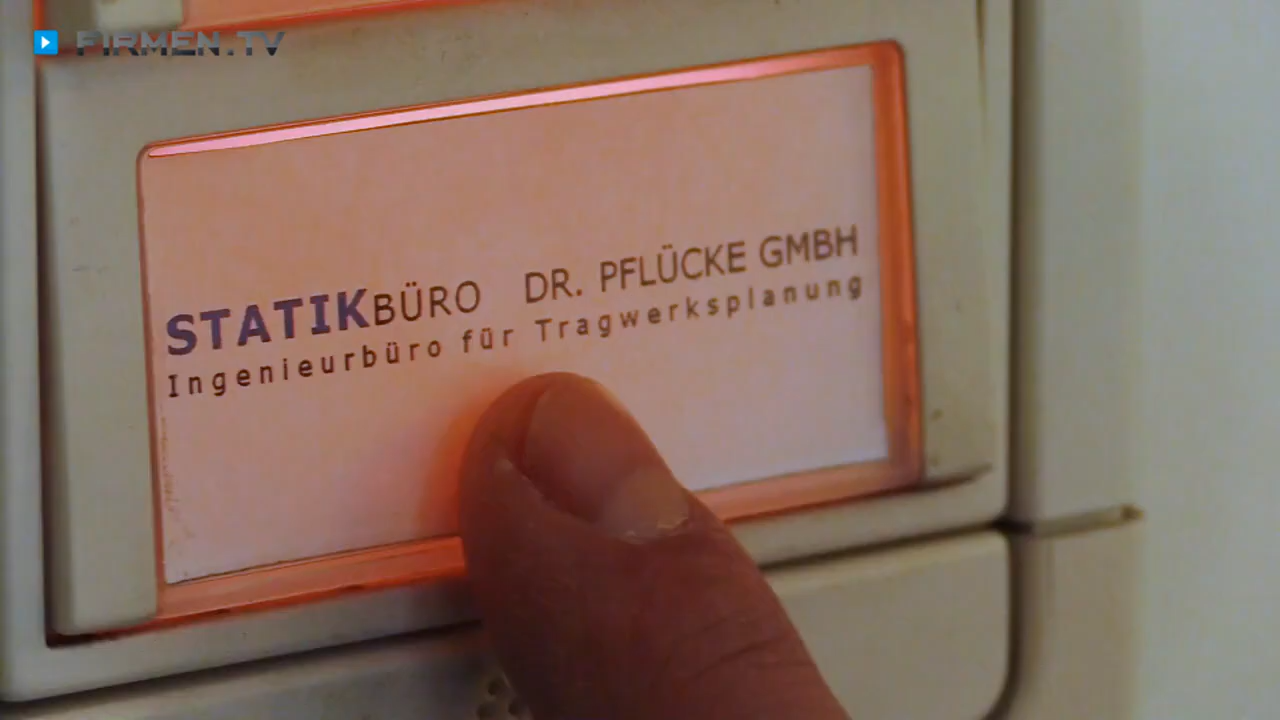 FIRMEN.TV
STATIKBÜRO DR. PFLÜCKE GMBH
Ingenieurbüro für Tragwerksplanung